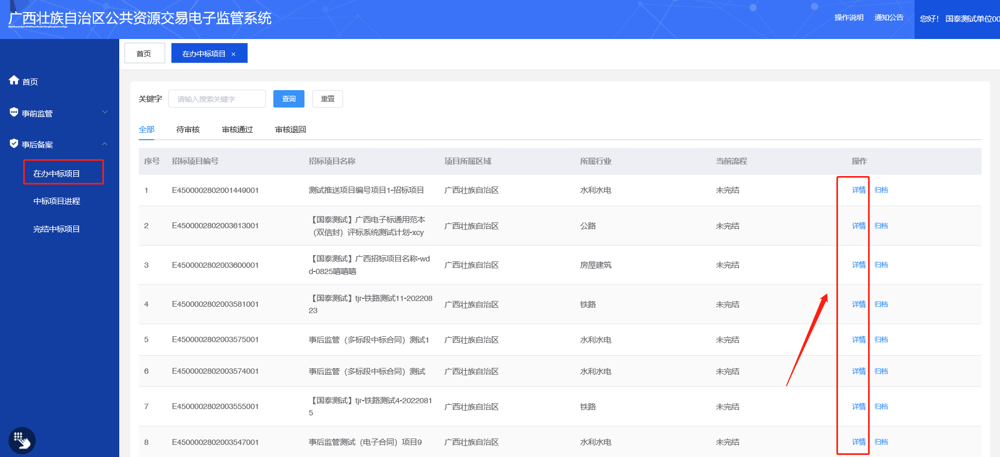 广西壮族自治区公共资源交易电子监管系统
操作说明 通知公告 您好！ 国泰测试单位00
首页 在办中标项目 ×
首页
事前监管
事后备案
在办中标项目
中标项目进程
完结中标项目
关键字 请输入搜索关键字 查询 重置
全部 待审核 审核通过 审核退回
序号 招标项目编号 招标项目名称 项目所属区域 所属行业 当前流程 操作
1 E4500002802001449001 测试推送项目编号项目1-招标项目 广西壮族自治区 水利水电 未完结 详情 归档
2 E4500002802003613001 【国泰测试】广西电子标通用范本
（双信封）评标系统测试计划-xcy 广西壮族自治区 公路 未完结 详情 归档
3 E4500002802003600001 【国泰测试】广西招标项目名称-wd
d-0825嘻嘻嘻 广西壮族自治区 房屋建筑 未完结 详情 归档
4 E4500002802003581001 【国泰测试】tjr-铁路测试11-202208
23 广西壮族自治区 铁路 未完结 详情 归档
5 E4500002802003575001 事后监管（多标段中标合同）测试1 广西壮族自治区 水利水电 未完结 详情 归档
6 E4500002802003574001 事后监管（多标段中标合同）测试 广西壮族自治区 水利水电 未完结 详情 归档
7 E4500002802003555001 【国泰测试】tjr-铁路测试4-2022081
5 广西壮族自治区 铁路 未完结 详情 归档
8 E4500002802003547001 事后监管测试（电子合同）项目9 广西壮族自治区 水利水电 未完结 详情 归档